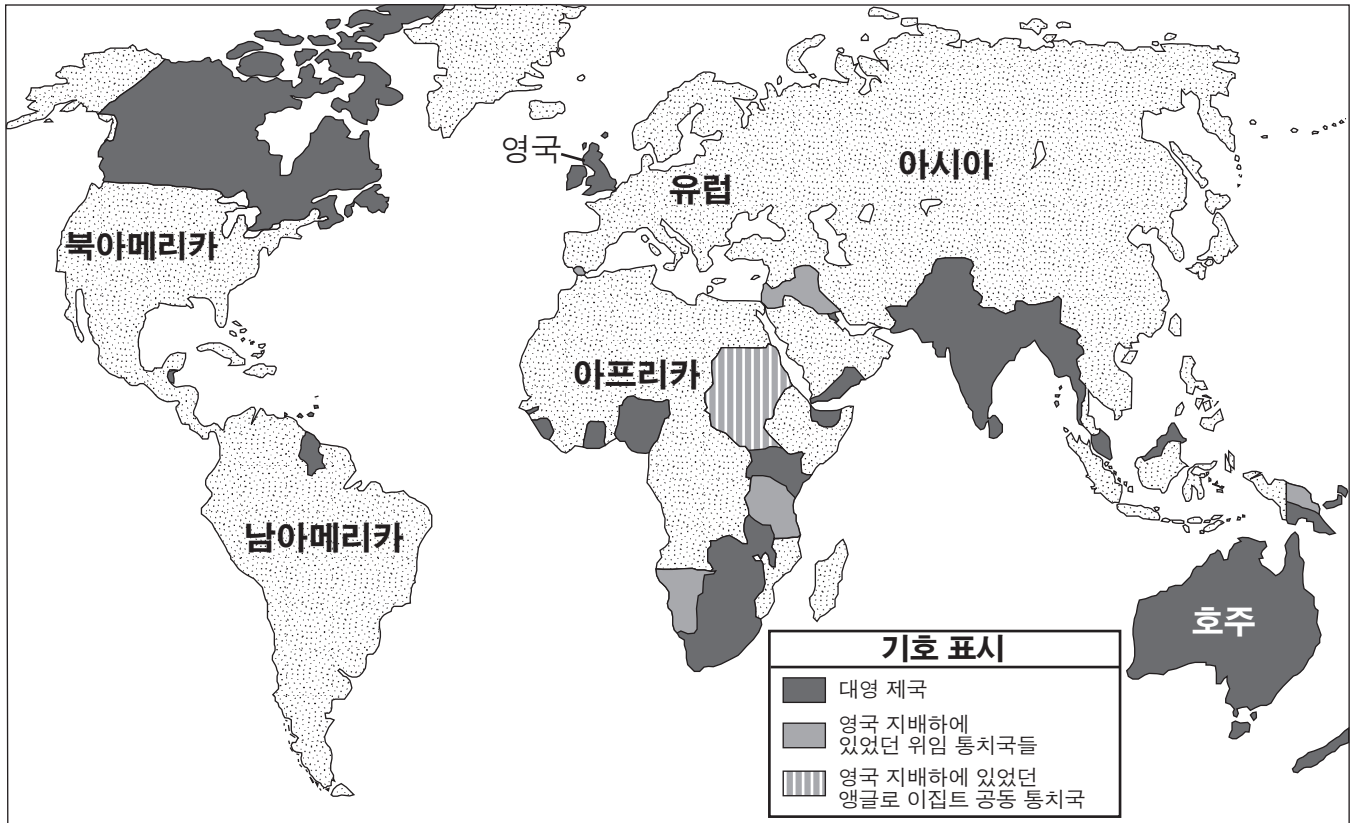 영국
유럽
아시아
북아메리카
아프리카
남아메리카
호주
기호 표시
대영 제국
영국 지배하에
있었던 위임 통치국들
영국 지배하에 있었던
앵글로 이집트 공동 통치국